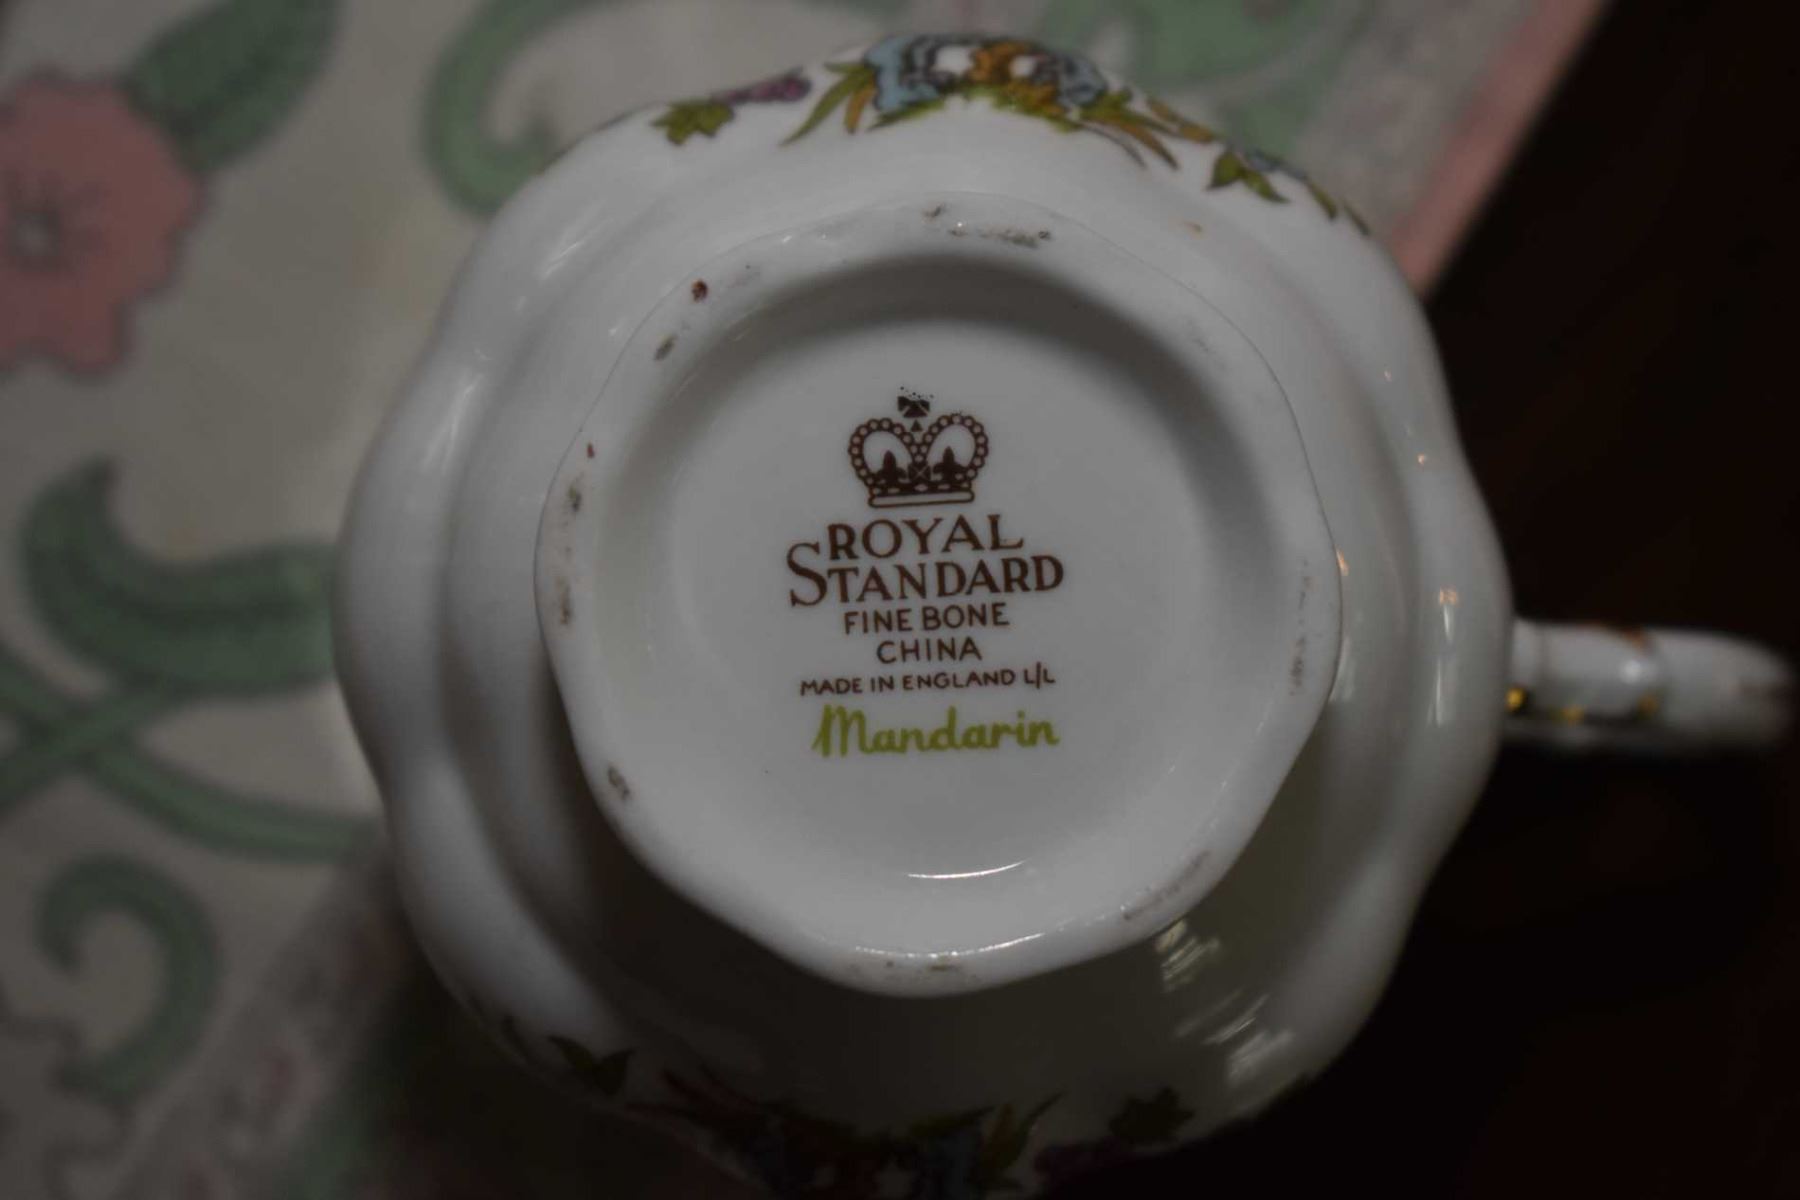 ROYAL
STANDARD
FINE BONE
CHINA
MADE IN ENGLAND L/L
Mandarin